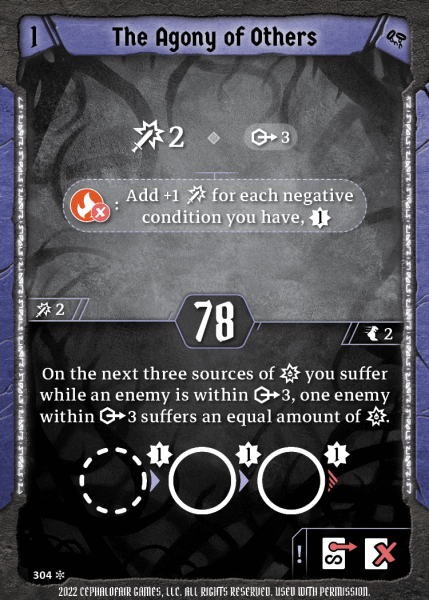 1 The Agony of Others
2 3
: Add +1 for each negative
condition you have, 1
2
78
2
On the next three sources of you suffer
while an enemy is within 3, one enemy
within 3 suffers an equal amount of .
1 1 1
!
304
2022 CEPHALOFAIR GAMES, LLC. ALL RIGHTS RESERVED. USED WITH PERMISSION.